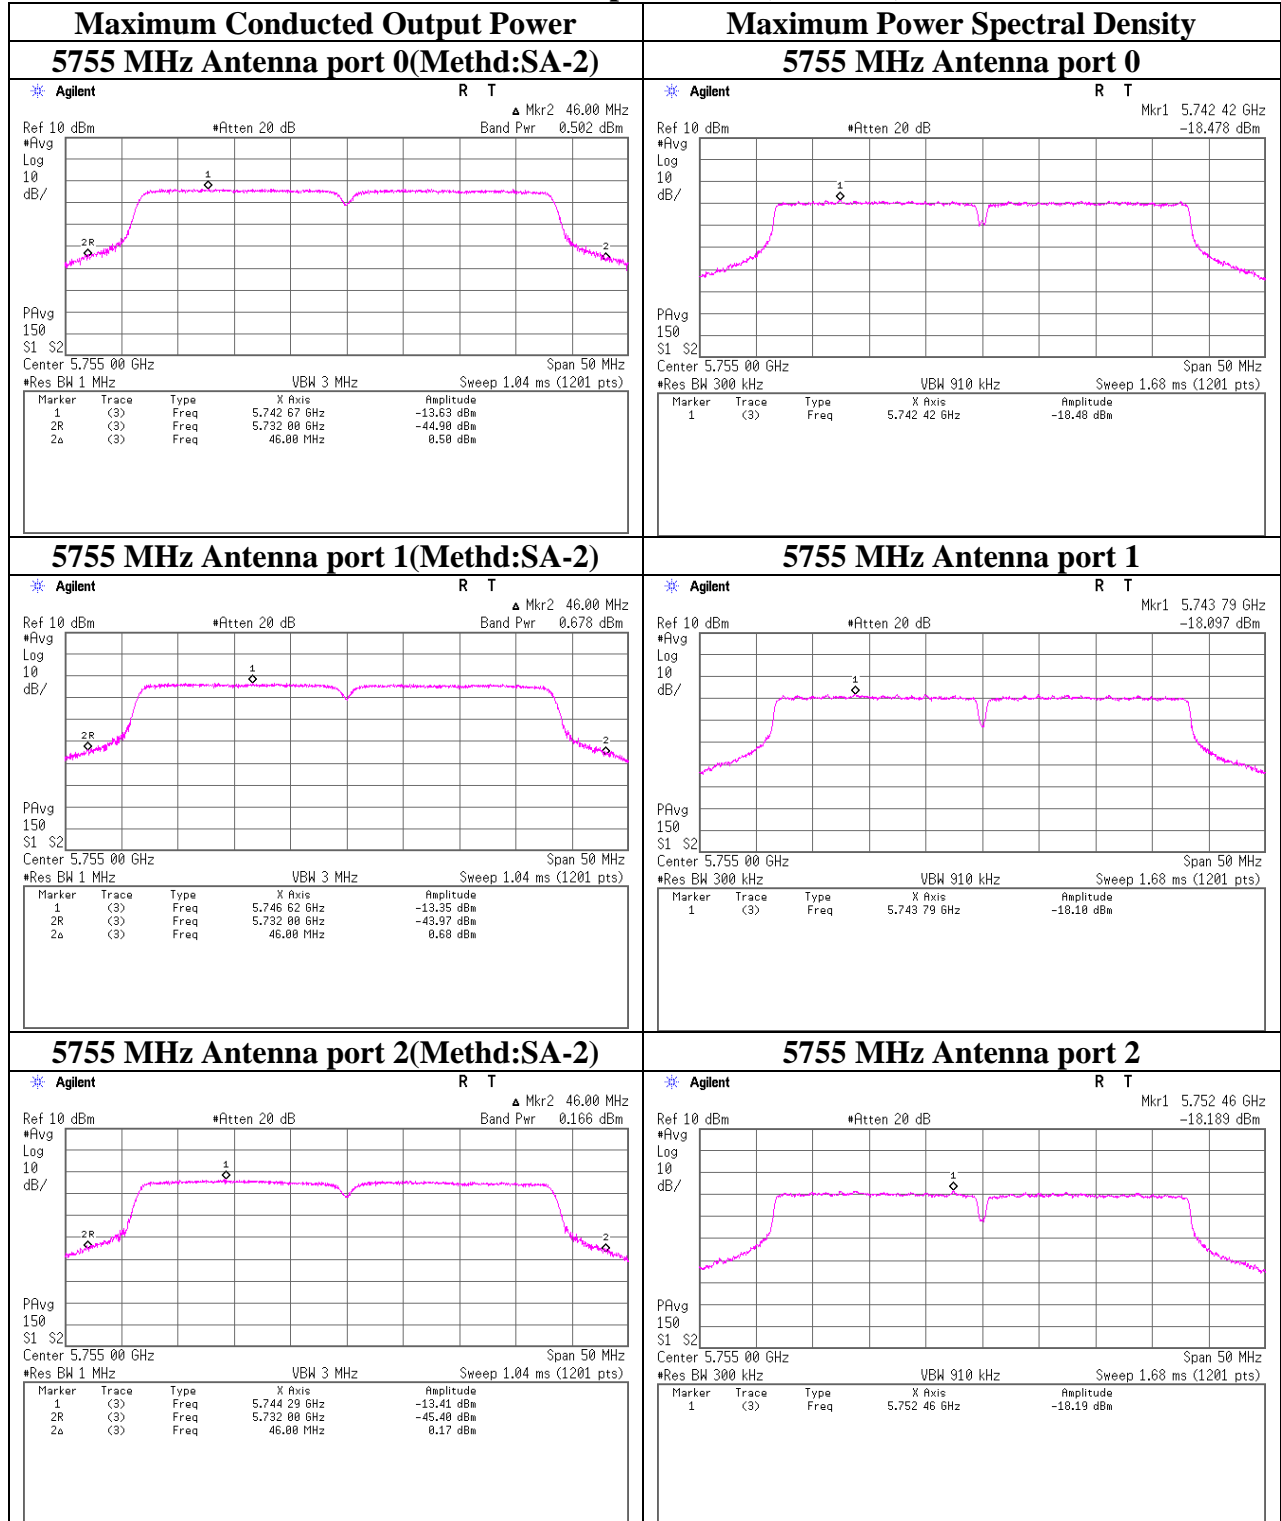 Maximum Conducted Output Power
Maximum Power Spectral Density
5755 MHz Antenna port 0(Methd:SA-2)
5755 MHz Antenna port 0
Agilent R T
Δ Mkr2 46.00 MHz
Ref 10 dBm #Atten 20 dB Band Pwr 0.502 dBm
#Avg
Log
10
dB/
1
2R
2
PAvg
150
S1 S2
Center 5.755 00 GHz Span 50 MHz
#Res BW 1 MHz VBW 3 MHz Sweep 1.04 ms (1201 pts)
Marker Trace Type X Axis Amplitude
1 (3) Freq 5.742 67 GHz -13.63 dBm
2R (3) Freq 5.732 00 GHz -44.90 dBm
2Δ (3) Freq 46.00 MHz 0.50 dBm
Agilent R T
Mkr1 5.742 42 GHz
Ref 10 dBm #Atten 20 dB -18.478 dBm
#Avg
Log
10
dB/
1
PAvg
150
S1 S2
Center 5.755 00 GHz Span 50 MHz
#Res BW 300 kHz VBW 910 kHz Sweep 1.68 ms (1201 pts)
Marker Trace Type X Axis Amplitude
1 (3) Freq 5.742 42 GHz -18.48 dBm
5755 MHz Antenna port 1(Methd:SA-2)
5755 MHz Antenna port 1
Agilent R T
Δ Mkr2 46.00 MHz
Ref 10 dBm #Atten 20 dB Band Pwr 0.678 dBm
#Avg
Log
10
dB/
1
2R
2
PAvg
150
S1 S2
Center 5.755 00 GHz Span 50 MHz
#Res BW 1 MHz VBW 3 MHz Sweep 1.04 ms (1201 pts)
Marker Trace Type X Axis Amplitude
1 (3) Freq 5.746 62 GHz -13.35 dBm
2R (3) Freq 5.732 00 GHz -43.97 dBm
2Δ (3) Freq 46.00 MHz 0.68 dBm
Agilent R T
Mkr1 5.743 79 GHz
Ref 10 dBm #Atten 20 dB -18.097 dBm
#Avg
Log
10
dB/
1
PAvg
150
S1 S2
Center 5.755 00 GHz Span 50 MHz
#Res BW 300 kHz VBW 910 kHz Sweep 1.68 ms (1201 pts)
Marker Trace Type X Axis Amplitude
1 (3) Freq 5.743 79 GHz -18.10 dBm
5755 MHz Antenna port 2(Methd:SA-2)
5755 MHz Antenna port 2
Agilent R T
Δ Mkr2 46.00 MHz
Ref 10 dBm #Atten 20 dB Band Pwr 0.166 dBm
#Avg
Log
10
dB/
1
2R
2
PAvg
150
S1 S2
Center 5.755 00 GHz Span 50 MHz
#Res BW 1 MHz VBW 3 MHz Sweep 1.04 ms (1201 pts)
Marker Trace Type X Axis Amplitude
1 (3) Freq 5.744 29 GHz -13.41 dBm
2R (3) Freq 5.732 00 GHz -45.40 dBm
2Δ (3) Freq 46.00 MHz 0.17 dBm
Agilent R T
Mkr1 5.752 46 GHz
Ref 10 dBm #Atten 20 dB -18.189 dBm
#Avg
Log
10
dB/
1
PAvg
150
S1 S2
Center 5.755 00 GHz Span 50 MHz
#Res BW 300 kHz VBW 910 kHz Sweep 1.68 ms (1201 pts)
Marker Trace Type X Axis Amplitude
1 (3) Freq 5.752 46 GHz -18.19 dBm